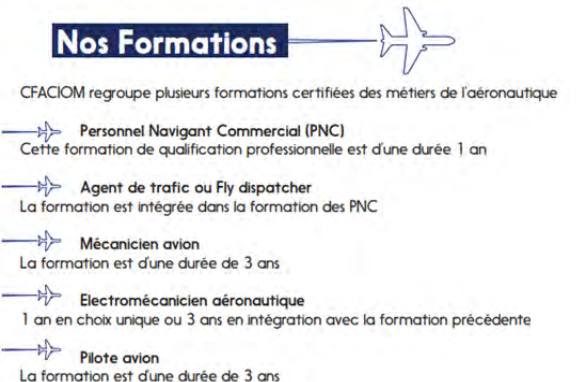 Nos Formations
CFACIOM regroupe plusieurs formations certifiées des métiers de l'aéronautique
Personnel Navigant Commercial (PNC)
Cette formation de qualification professionnelle est d'une durée 1 an
Agent de trafic ou Fly dispatcher
La formation est intégrée dans la formation des PNC
Mécanicien avion
La formation est d'une durée de 3 ans
Electromécanicien aéronautique
1 an en choix unique ou 3 ans en intégration avec la formation précédente
Pilote avion
La formation est d'une durée de 3 ans